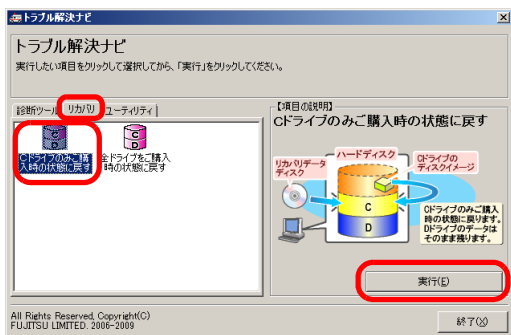 トラブル解決ナビ
トラブル解決ナビ
実行したい項目をクリックして選択してから、「実行」をクリックしてください。
診断ツール リカバリ ユーティリティ
Cドライブのみご購入時の状態に戻す
全ドライブをご購入時の状態に戻す
【項目の説明】
Cドライブのみご購入時の状態に戻す
リカバリデータ
ディスク
ハードディスク
Cドライブの
ディスクイメージ
C
D
Cドライブのみご購入
時の状態に戻ります。
Dドライブのデータは
そのまま残ります。
実行(E)
All Rights Reserved, Copyright(C)
FUJITSU LIMITED. 2006-2009
終了(X)